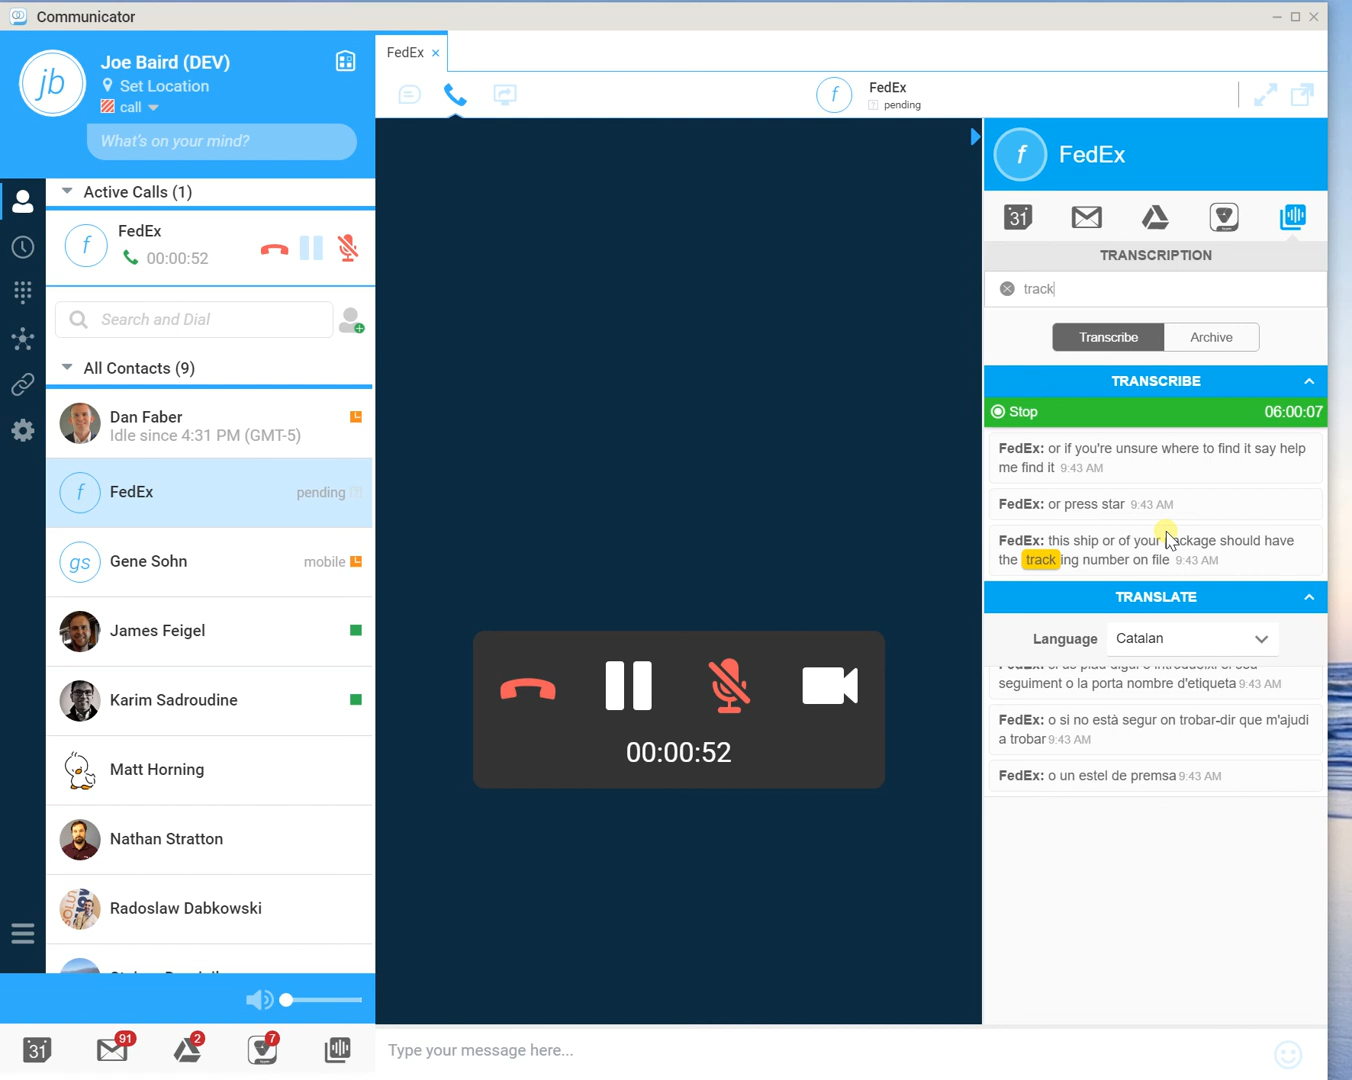 Communicator
jb
Joe Baird (DEV)
Set Location
call
What's on your mind?
Active Calls (1)
f
FedEx
00:00:52
Search and Dial
All Contacts (9)
Dan Faber
Idle since 4:31 PM (GMT-5)
f
FedEx
pending
gs
Gene Sohn
mobile
James Feigel
Karim Sadroudine
Matt Horning
Nathan Stratton
Radoslaw Dabkowski
31
91
2
7
FedEx
f
FedEx
pending
00:00:52
Type your message here...
f
FedEx
31
TRANSCRIPTION
track
Transcribe
Archive
TRANSCRIBE
Stop
06:00:07
FedEx: or if you're unsure where to find it say help
me find it 9:43 AM
FedEx: or press star 9:43 AM
FedEx: this ship or of your package should have
the tracking number on file 9:43 AM
TRANSLATE
Language
Catalan
seguiment o la porta nombre d'etiqueta 9:43 AM
FedEx: o si no està segur on trobar-dir que m'ajudi
a trobar 9:43 AM
FedEx: o un estel de premsa 9:43 AM